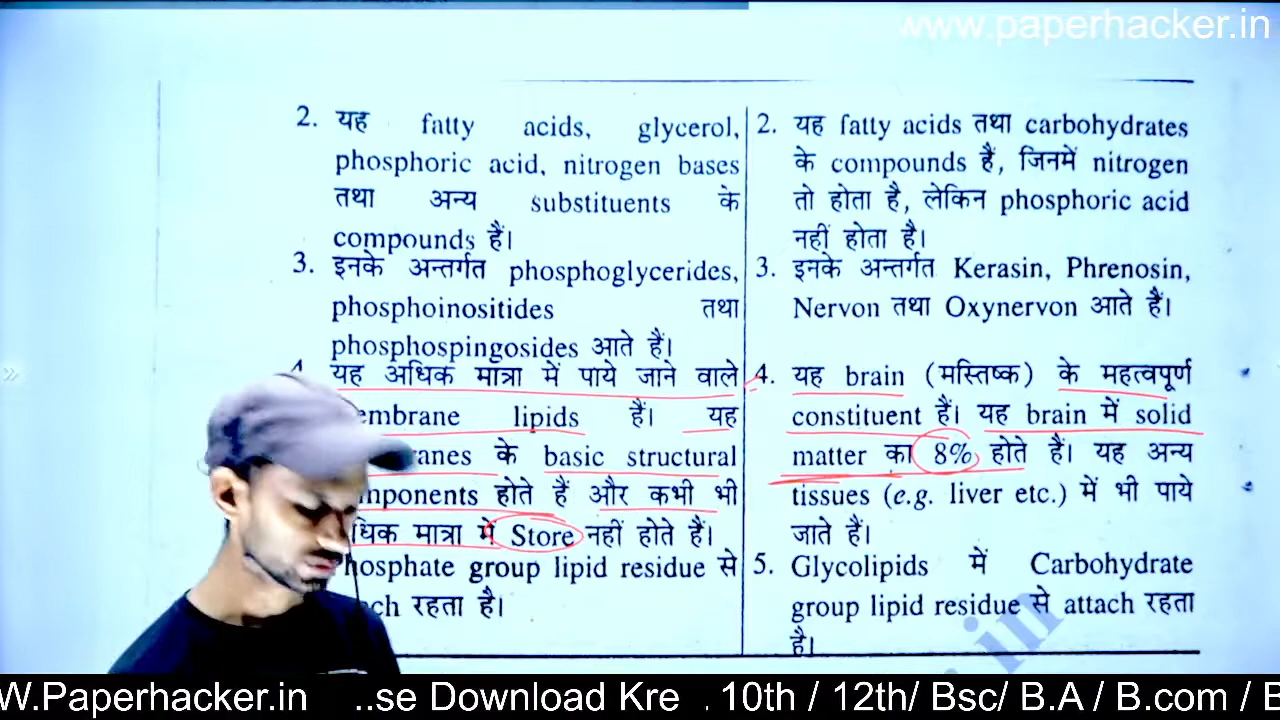 www.paperhacker.in
2. यह fatty acids, glycerol,
phosphoric acid, nitrogen bases
तथा अन्य substituents के
compounds हैं।
3. इनके अन्तर्गत phosphoglycerides,
phosphoinositides तथा
phosphospingosides आते हैं।
यह अधिक मात्रा में पाये जाने वाले
embrane lipids हैं। यह
ranes के basic structural
mponents होते हैं और कभी भी
धिक मात्रा में Store नहीं होते हैं।
hosphate group lipid residue से
ch रहता है।
2. यह fatty acids तथा carbohydrates
के compounds हैं, जिनमें nitrogen
तो होता है, लेकिन phosphoric acid
नहीं होता है।
3. इनके अन्तर्गत Kerasin, Phrenosin,
Nervon तथा Oxynervon आते हैं।
4. यह brain (मस्तिष्क) के महत्वपूर्ण
constituent हैं। यह brain में solid
matter का 8% होते हैं। यह अन्य
tissues (e.g. liver etc.) में भी पाये
जाते हैं।
5. Glycolipids में Carbohydrate
group lipid residue से attach रहता
है।
W.Paperhacker.in ..se Download Kre . 10th / 12th/ Bsc/ B.A / B.com / B